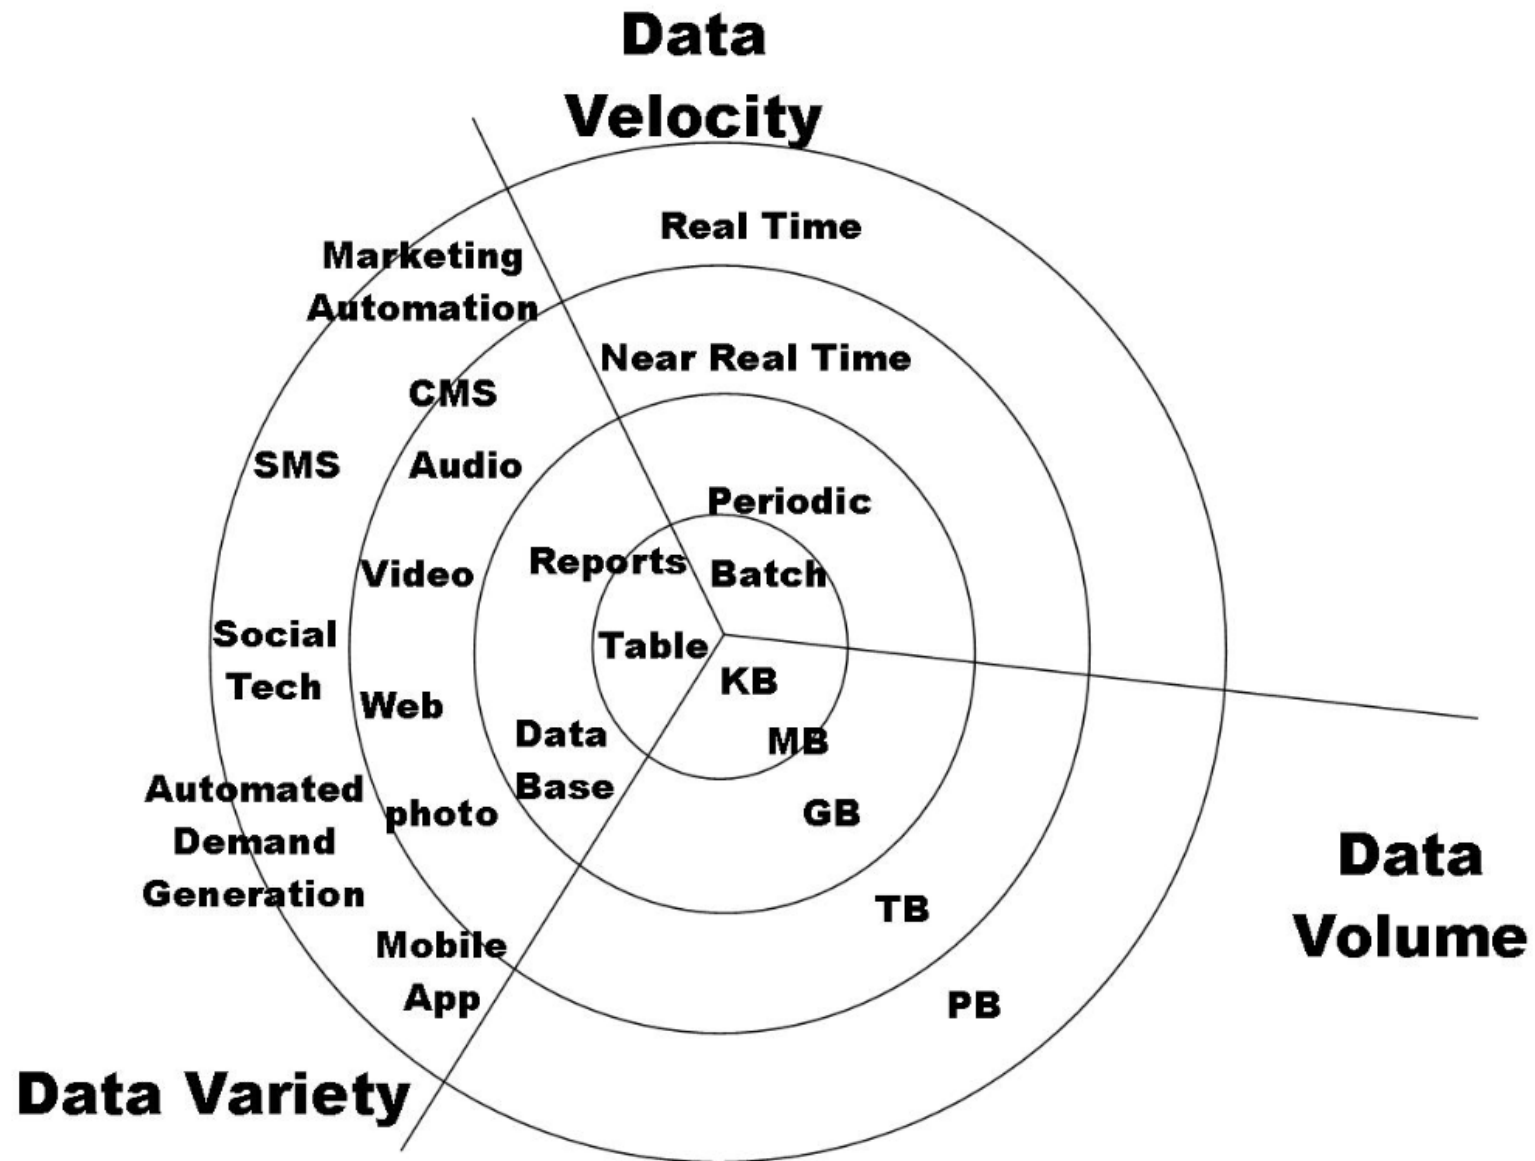 Data
Velocity
Real Time
Marketing
Automation
Near Real Time
CMS
SMS
Audio
Periodic
Reports
Batch
Video
Social
Tech
Table
KB
Web
Data
Base
MB
Automated
Demand
Generation
photo
GB
Data
Volume
TB
Mobile
App
PB
Data Variety